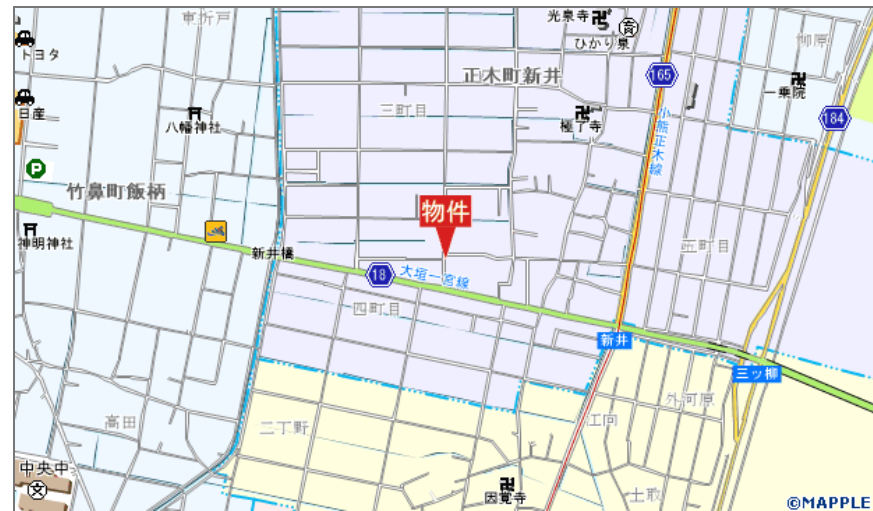 東折戸
光泉寺
ひかり泉
柳原
トヨタ
正木町新井
165
一乗院
日産
三町目
184
八幡神社
極了寺
小熊正木線
P
竹鼻町飯柄
物件
神明神社
新井橋
五町目
18
大垣一宮線
四町目
新井
三ッ柳
高田
二丁野
江向
外河原
中央中
文
因覚寺
土取
©MAPPLE